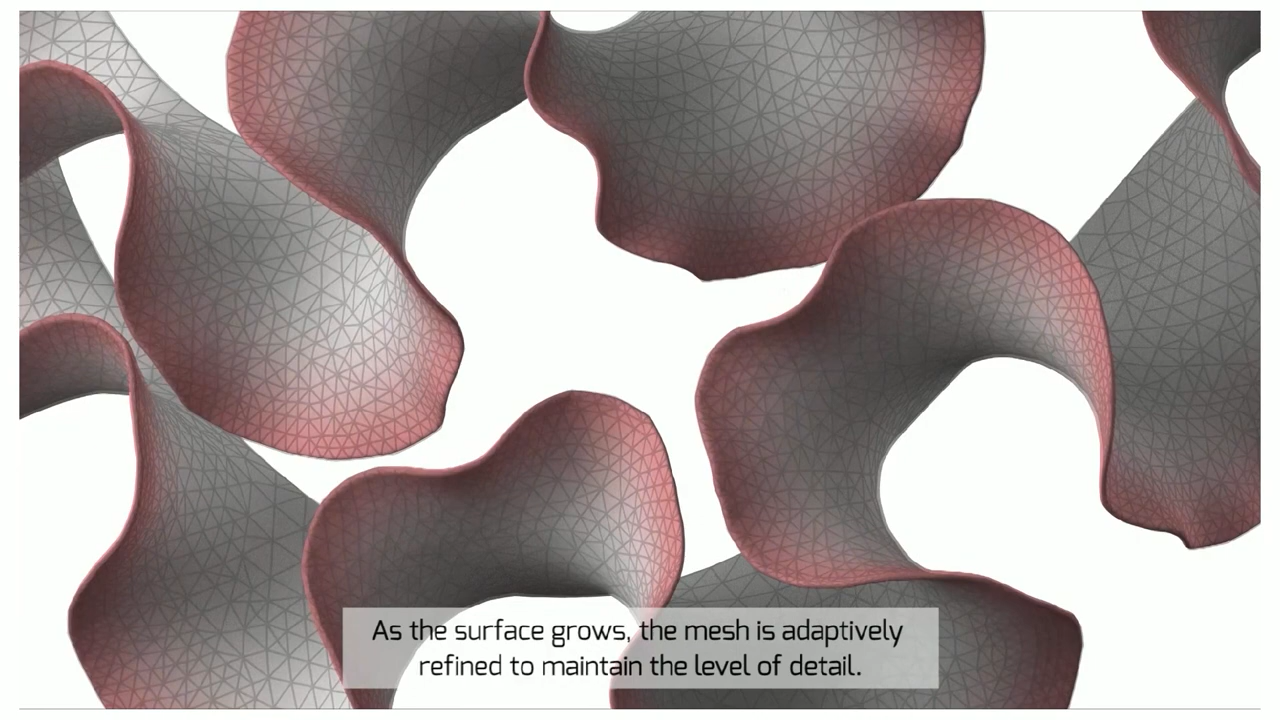 As the surface grows, the mesh is adaptively
refined to maintain the level of detail.